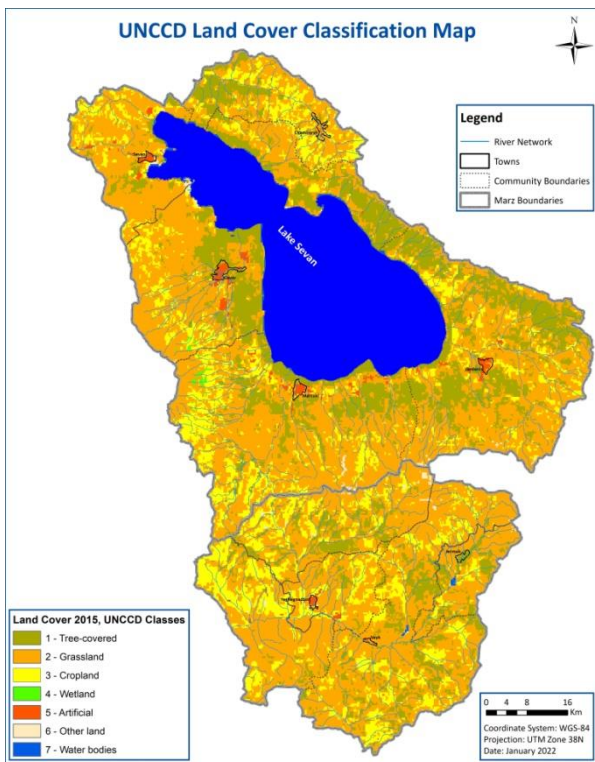 UNCCD Land Cover Classification Map
N
Legend
River Network
Towns
Community Boundaries
Marz Boundaries
Lake Sevan
Land Cover 2015, UNCCD Classes
1 - Tree-covered
2 - Grassland
3 - Cropland
4 - Wetland
5 - Artificial
6 - Other land
7 - Water bodies
0 4 8 16
Km
Coordinate System: WGS-84
Projection: UTM Zone 38N
Date: January 2022